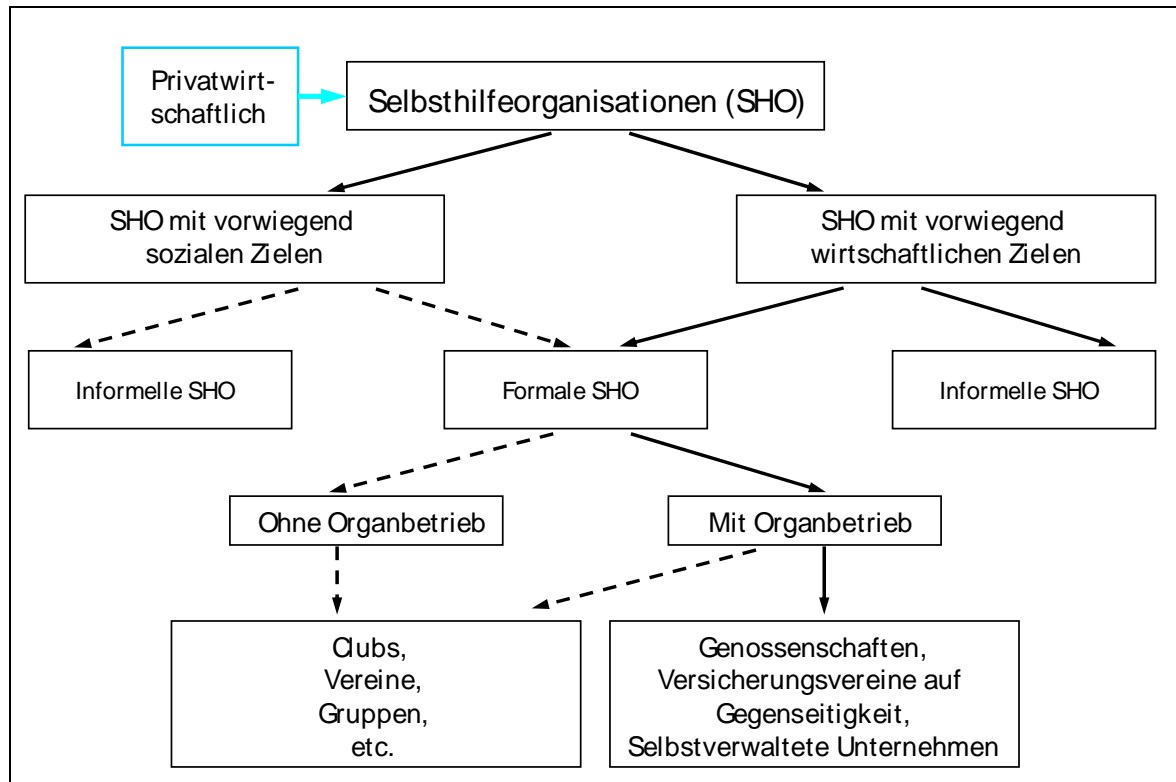 Privatwirt-
schaftlich
Selbsthilfeorganisationen (SHO)
SHO mit vorwiegend
sozialen Zielen
SHO mit vorwiegend
wirtschaftlichen Zielen
Informelle SHO
Formale SHO
Informelle SHO
Ohne Organbetrieb
Mit Organbetrieb
Clubs,
Vereine,
Gruppen,
etc.
Genossenschaften,
Versicherungsvereine auf
Gegenseitigkeit,
Selbstverwaltete Unternehmen